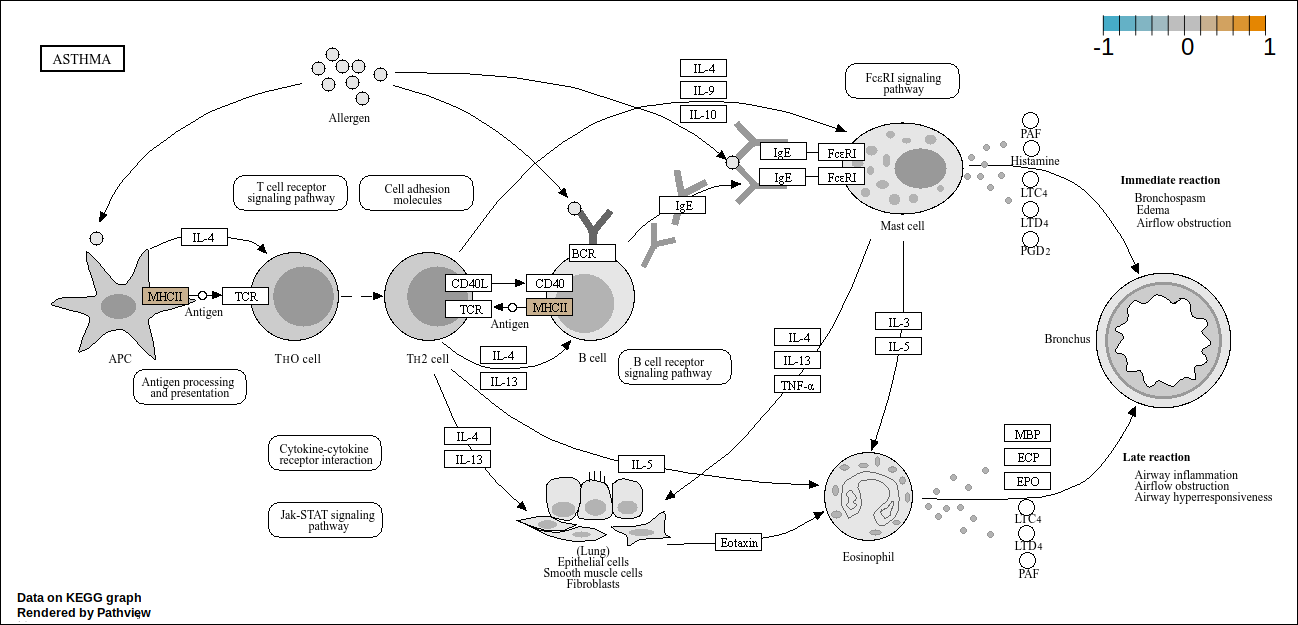 ASTHMA
-1 0 1
Allergen
IL-4
IL-9
IL-10
FcεRI signaling
pathway
IgE
FcεRI
IgE
FcεRI
Mast cell
PAF
Histamine
LTC4
LTD4
PGD2
Immediate reaction
Bronchospasm
Edema
Airflow obstruction
T cell receptor
signaling pathway
Cell adhesion
molecules
IgE
IL-4
BCR
MHCII
TCR
Antigen
CD40L
CD40
TCR
MHCII
Antigen
APC
TH0 cell
TH2 cell
B cell
IL-4
IL-13
B cell receptor
signaling pathway
Antigen processing
and presentation
IL-4
IL-13
TNF-α
IL-3
IL-5
Bronchus
Cytokine-cytokine
receptor interaction
IL-4
IL-13
IL-5
Jak-STAT signaling
pathway
MBP
ECP
EPO
LTC4
LTD4
PAF
Late reaction
Airway inflammation
Airflow obstruction
Airway hyperresponsiveness
Eotaxin
Eosinophil
(Lung)
Epithelial cells
Smooth muscle cells
Fibroblasts
Data on KEGG graph
Rendered by Pathview